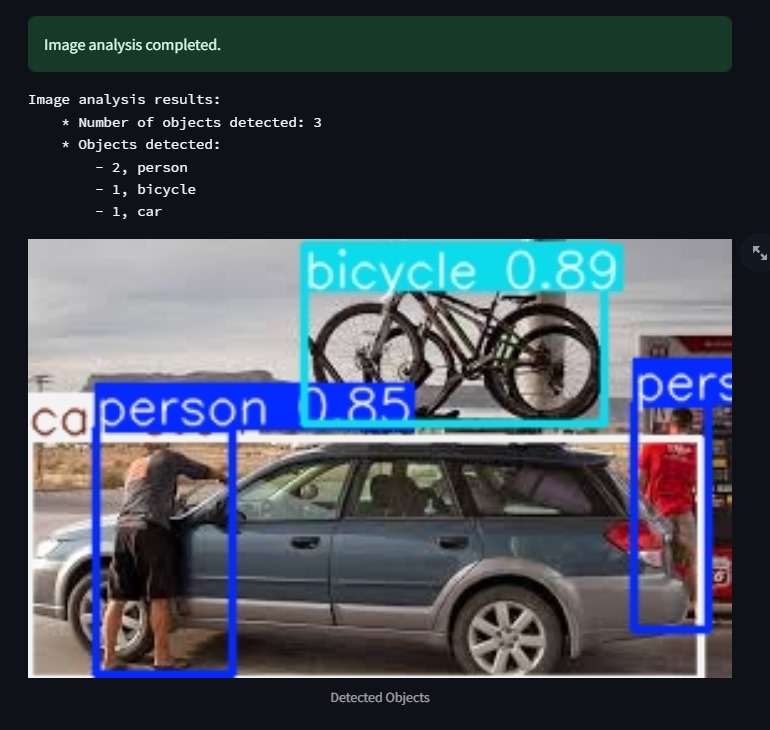 Image analysis completed.
Image analysis results:
* Number of objects detected: 3
* Objects detected:
- 2, person
- 1, bicycle
- 1, car
bicycle 0.89
pers
ca
person 0.85
Detected Objects